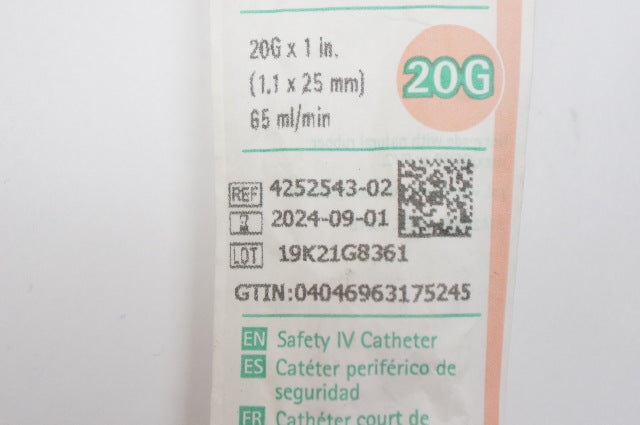 20G x 1 in.
(1.1 x 25 mm)
65 ml/min
20G
REF 4252543-02
2024-09-01
LOT 19K21G8361
GTIN:04046963175245
EN Safety IV Catheter
ES Catéter periférico de
seguridad
FR Cathéter court de